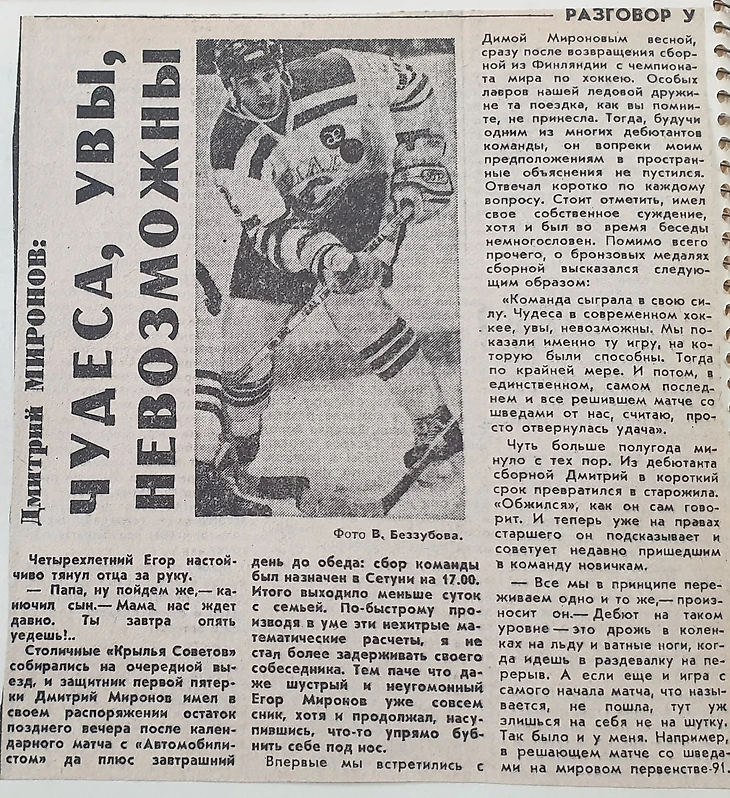 РАЗГОВОР У
Дмитрий МИРОНОВ:
ЧУДЕСА, УВЫ,
НЕВОЗМОЖНЫ
Фото В. Беззубова.
Четырехлетний Егор настой-
чиво тянул отца за руку.
— Папа, ну пойдем же,— ка-
ючил сын.— Мама нас ждет
давно. Ты завтра опять
уедешь!..
Столичные «Крылья Советов»
собирались на очередной вы-
езд, и защитник первой пятер-
ки Дмитрий Миронов имел в
своем распоряжении остаток
позднего вечера после кален-
дарного матча с «Автомобили-
стом» да плюс завтрашний
день до обеда: сбор команды
был назначен в Сетуни на 17.00.
Итого выходило меньше суток
с семьей. По-быстрому про-
изводя в уме эти нехитрые ма-
тематические расчеты, я не
стал более задерживать своего
собеседника. Тем паче что да-
же шустрый и неугомонный
Егор Миронов уже совсем
сник, хотя и продолжал, насу-
пившись, что-то упрямо буб-
нить себе под нос.
Впервые мы встретились с
Димой Мироновым весной,
сразу после возвращения сбор-
ной из Финляндии с чемпиона-
та мира по хоккею. Особых
лавров нашей ледовой дружи-
не та поездка, как вы помни-
те, не принесла. Тогда, будучи
одним из многих дебютантов
команды, он вопреки моим
предположениям в простран-
ные объяснения не пустился.
Отвечал коротко по каждому
вопросу. Стоит отметить, имел
свое собственное суждение,
хотя и был во время беседы
немногословен. Помимо всего
прочего, о бронзовых медалях
сборной высказался следую-
щим образом:
«Команда сыграла в свою си-
лу. Чудеса в современном хок-
кее, увы, невозможны. Мы по-
казали именно ту игру, на ко-
торую были способны. Тогда
по крайней мере. И потом, в
единственном, самом послед-
нем и все решившем матче со
шведами от нас, считаю, про-
сто отвернулась удача».
Чуть больше полугода ми-
нуло с тех пор. Из дебютанта
сборной Дмитрий в короткий
срок превратился в старожила.
«Обжился», как он сам гово-
рит. И теперь уже на правах
старшего он подсказывает и
советует недавно пришедшим
в команду новичкам.
— Все мы в принципе пере-
живаем одно и то же,— произ-
носит он.— Дебют на таком
уровне — это дрожь в колен-
ках на льду и ватные ноги, ког-
да идешь в раздевалку на пе-
рерыв. А если еще и игра с
самого начала матча, что назы-
вается, не пошла, тут уж
злишься на себя не на шутку.
Так было и у меня. Например,
в решающем матче со шведа-
ми на мировом первенстве-91.